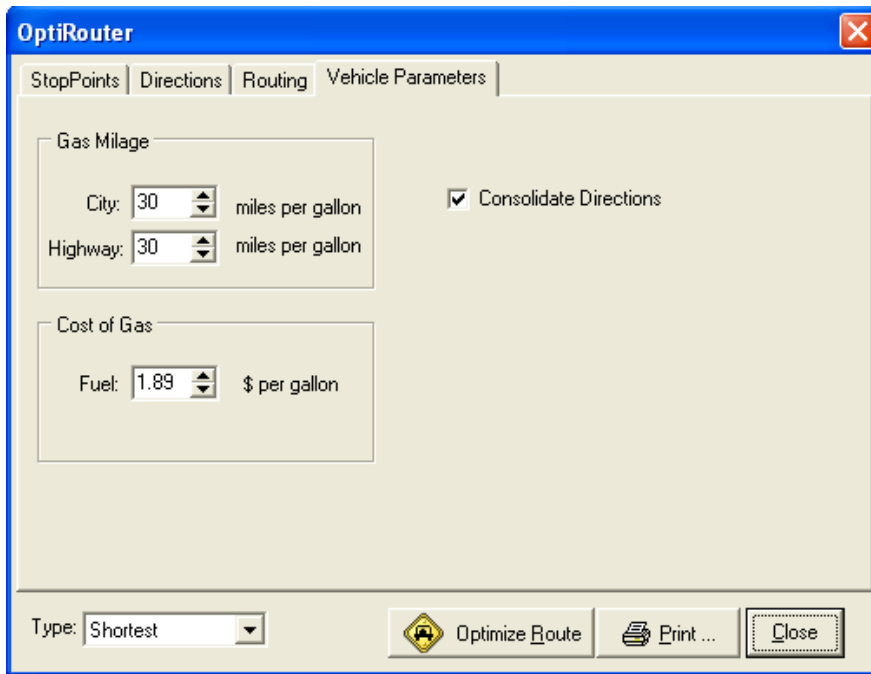 OptiRouter
StopPoints Directions Routing Vehicle Parameters
Gas Milage
City: 30 miles per gallon
Highway: 30 miles per gallon
Consolidate Directions
Cost of Gas
Fuel: 1.89 $ per gallon
Type: Shortest Optimize Route Print ... Close